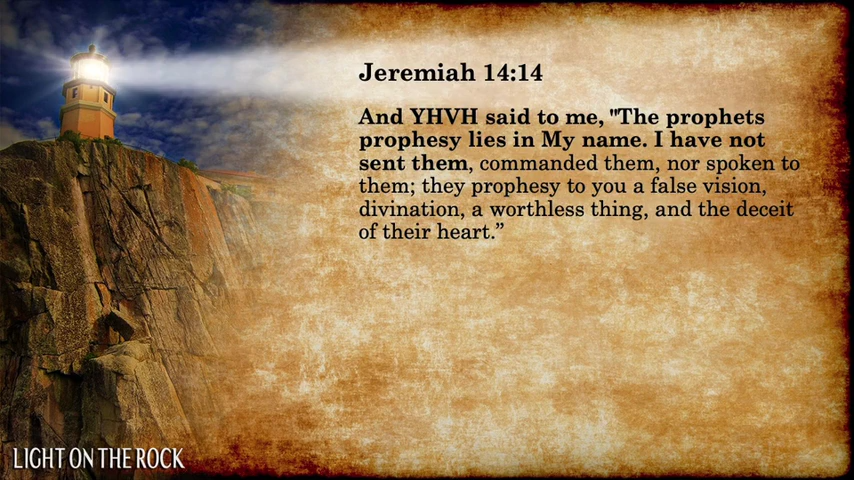 Jeremiah 14:14
And YHVH said to me, "The prophets
prophesy lies in My name. I have not
sent them, commanded them, nor spoken to
them; they prophesy to you a false vision,
divination, a worthless thing, and the deceit
of their heart.”
LIGHT ON THE ROCK